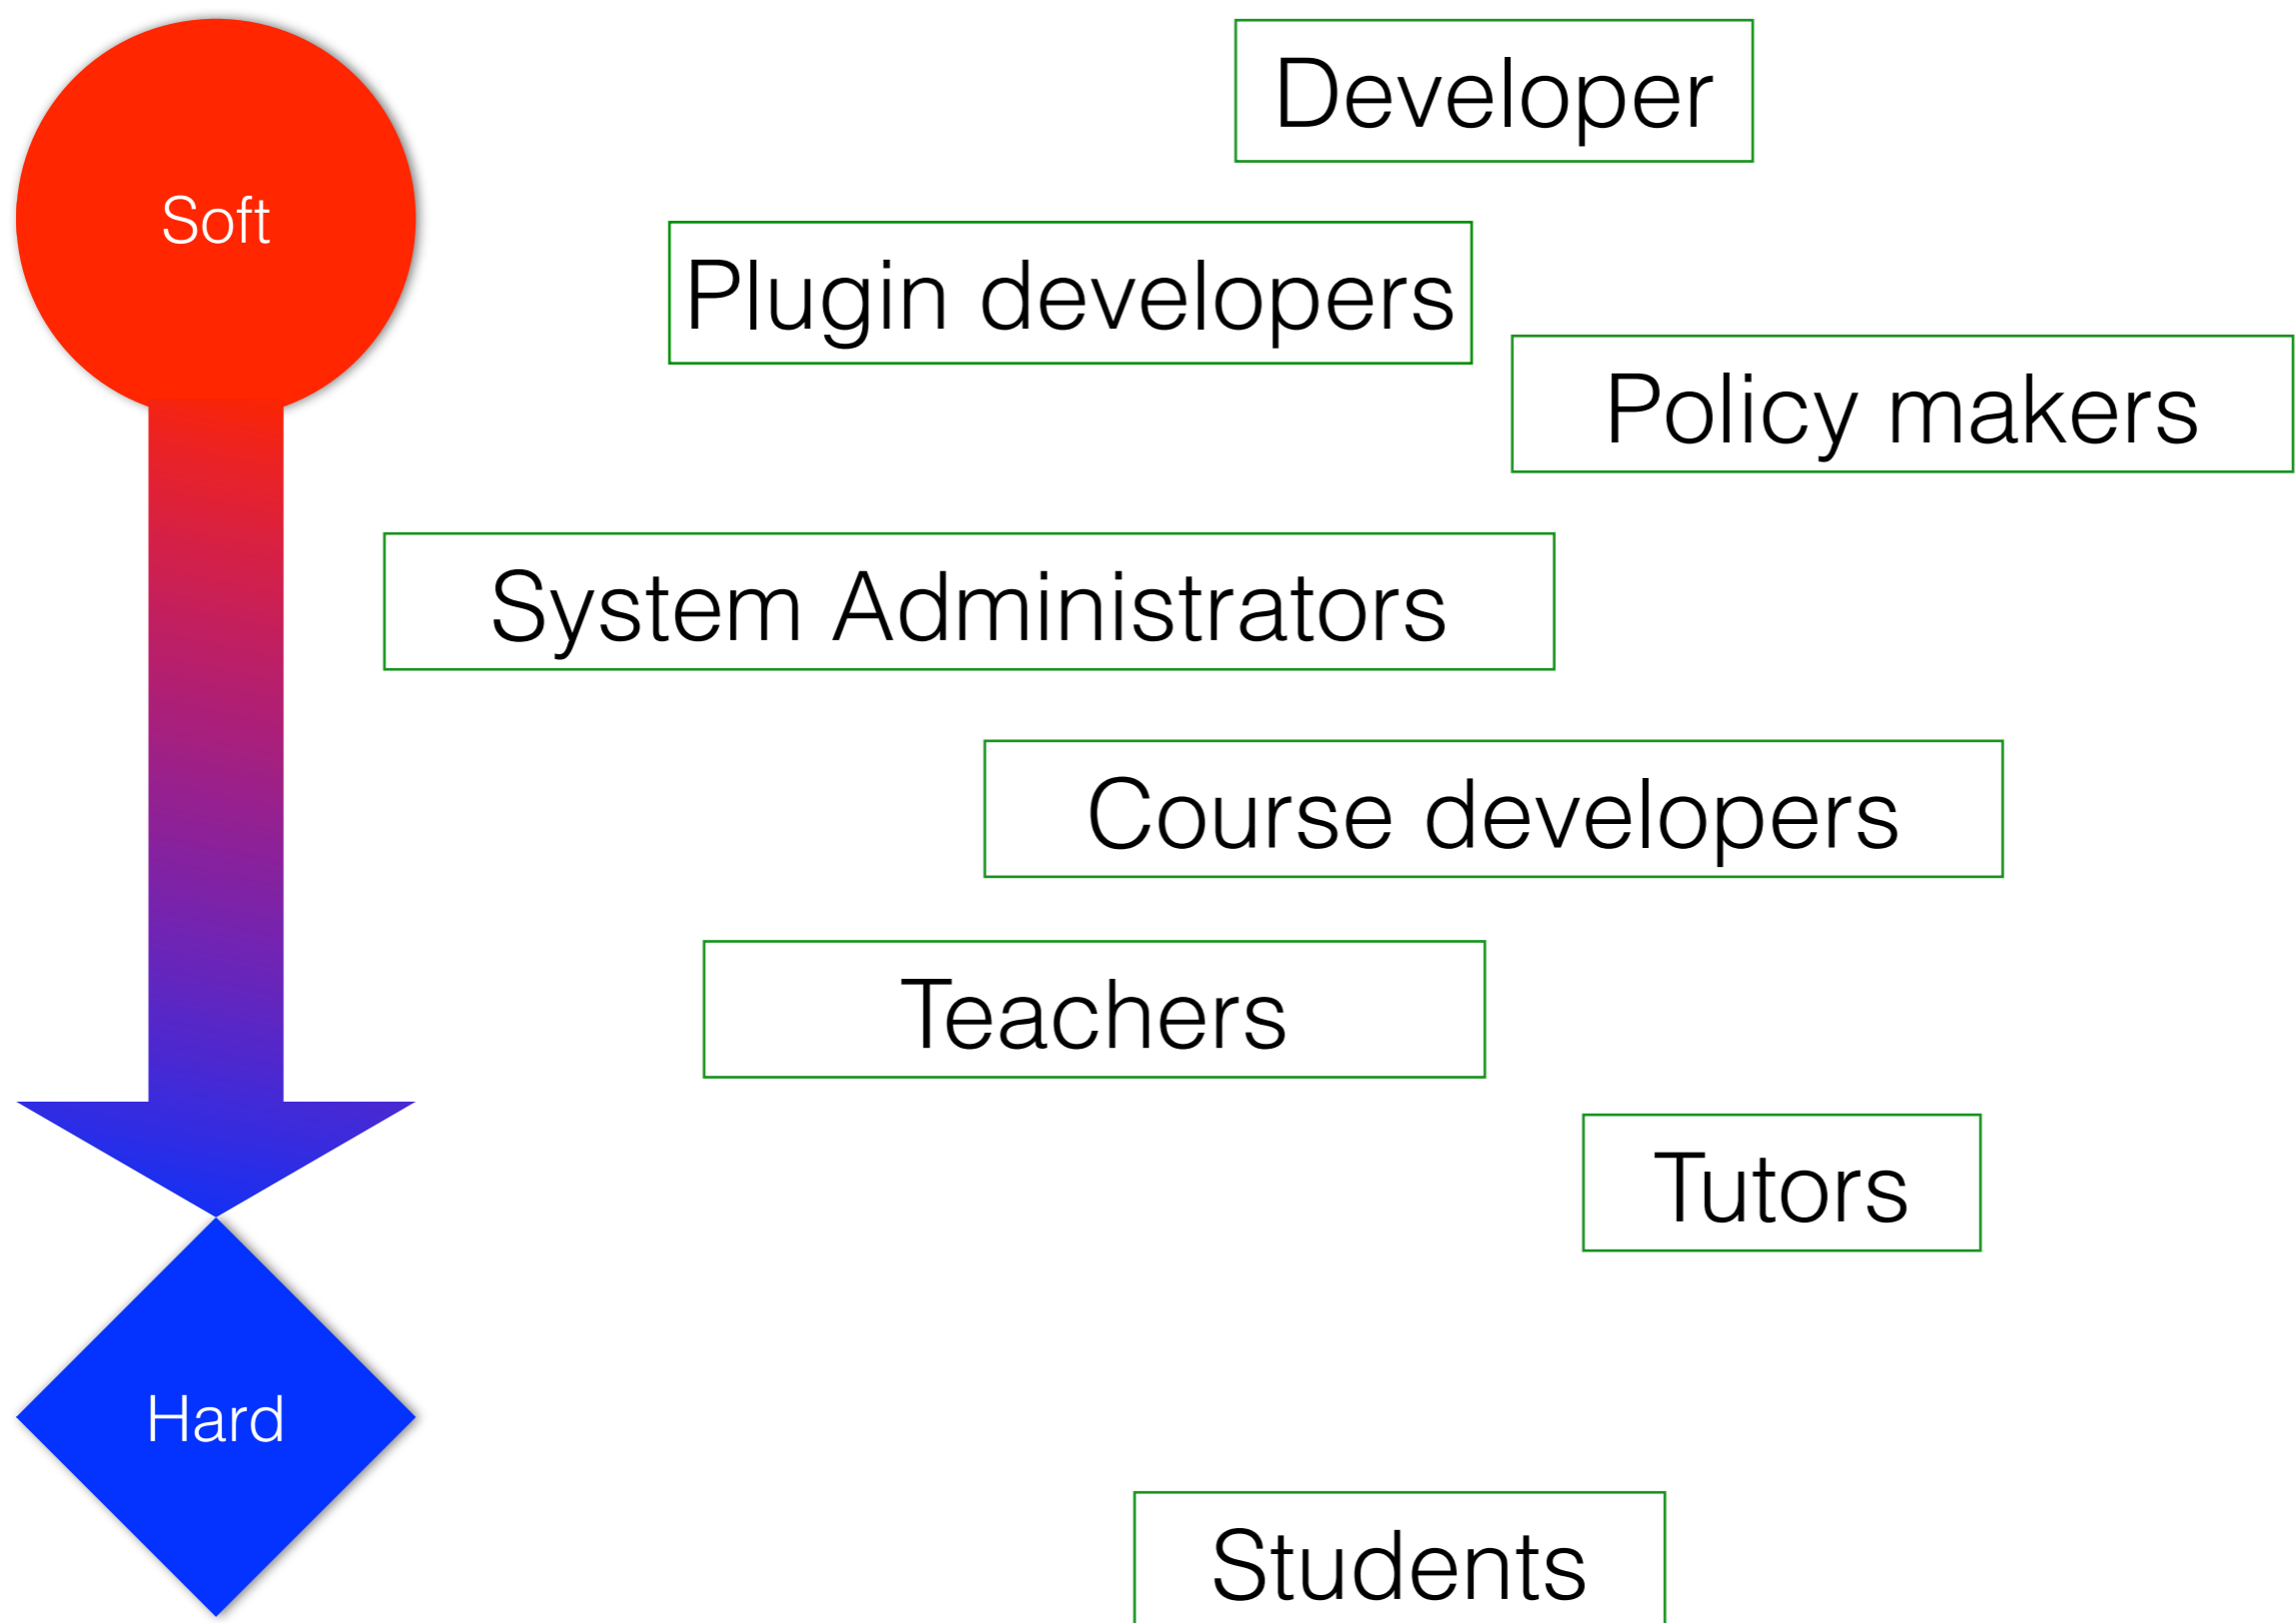 Developer
Soft
Plugin developers
Policy makers
System Administrators
Course developers
Teachers
Tutors
Hard
Students